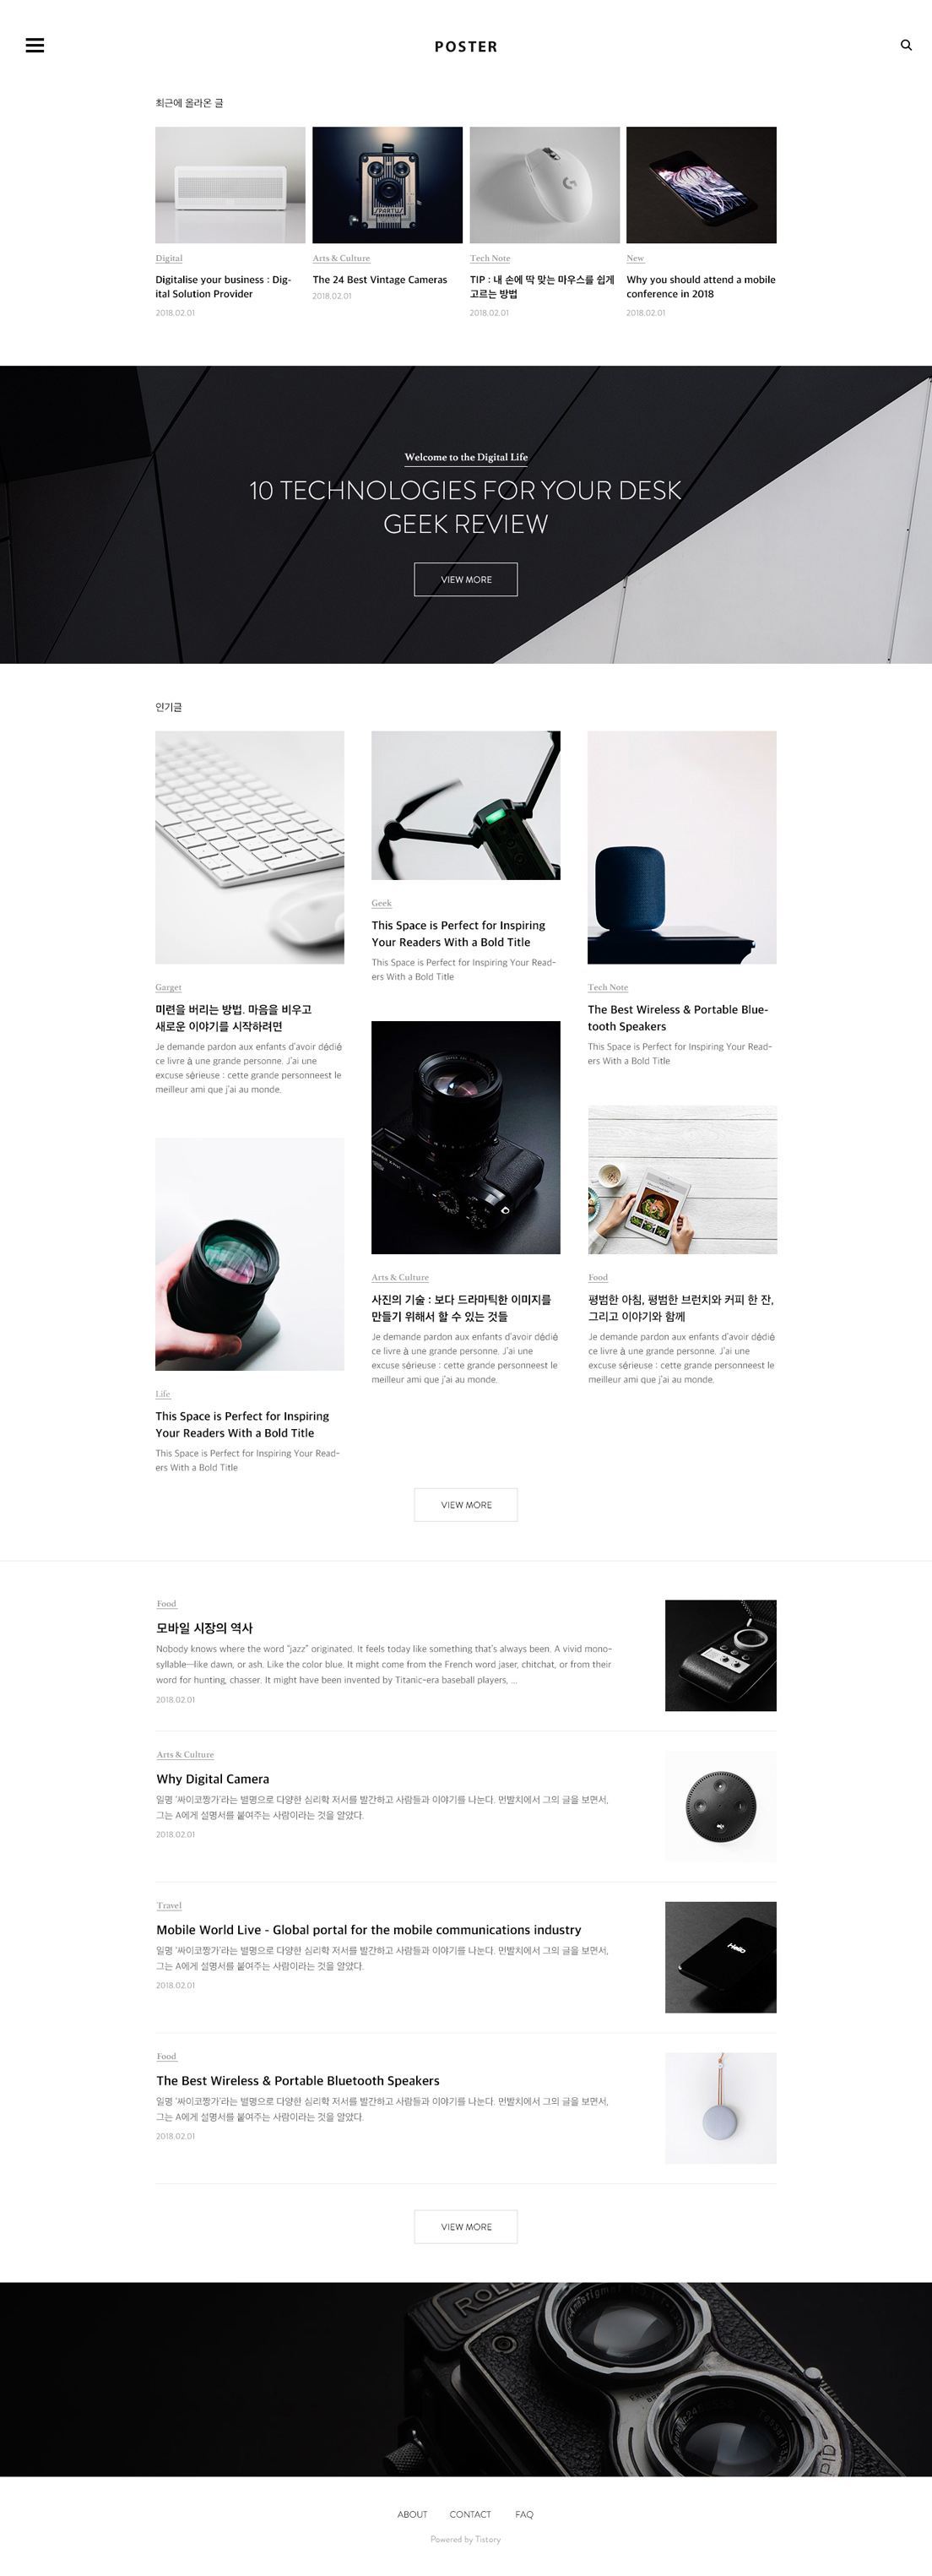 POSTER
최근에 올라온 글
SPARTUS
Digital
Digitalise your business : Dig-
ital Solution Provider
2018.02.01
Arts & Culture
The 24 Best Vintage Cameras
2018.02.01
Tech Note
TIP : 내 손에 딱 맞는 마우스를 쉽게
고르는 방법
2018.02.01
New
Why you should attend a mobile
conference in 2018
2018.02.01
Welcome to the Digital Life
10 TECHNOLOGIES FOR YOUR DESK
GEEK REVIEW
VIEW MORE
인기글
Garget
미련을 버리는 방법. 마음을 비우고
새로운 이야기를 시작하려면
Je demande pardon aux enfants d'avoir dédié
ce livre à une grande personne. J'ai une
excuse sérieuse : cette grande personneest le
meilleur ami que j'ai au monde.
Life
This Space is Perfect for Inspiring
Your Readers With a Bold Title
This Space is Perfect for Inspiring Your Read-
ers With a Bold Title
Geek
This Space is Perfect for Inspiring
Your Readers With a Bold Title
This Space is Perfect for Inspiring Your Read-
ers With a Bold Title
Arts & Culture
사진의 기술 : 보다 드라마틱한 이미지를
만들기 위해서 할 수 있는 것들
Je demande pardon aux enfants d'avoir dédié
ce livre à une grande personne. J'ai une
excuse sérieuse : cette grande personneest le
meilleur ami que j'ai au monde.
Tech Note
The Best Wireless & Portable Blue-
tooth Speakers
This Space is Perfect for Inspiring Your Read-
ers With a Bold Title
Food
평범한 아침, 평범한 브런치와 커피 한 잔,
그리고 이야기와 함께
Je demande pardon aux enfants d'avoir dédié
ce livre à une grande personne. J'ai une
excuse sérieuse : cette grande personneest le
meilleur ami que j'ai au monde.
VIEW MORE
Food
모바일 시장의 역사
Nobody knows where the word "jazz" originated. It feels today like something that's always been. A vivid mono-
syllable—like dawn, or ash. Like the color blue. It might come from the French word jaser, chitchat, or from their
word for hunting, chasser. It might have been invented by Titanic-era baseball players, ...
2018.02.01
Arts & Culture
Why Digital Camera
일명 '싸이코짱가'라는 별명으로 다양한 심리학 저서를 발간하고 사람들과 이야기를 나눈다. 먼발치에서 그의 글을 보면서,
그는 A에게 설명서를 붙여주는 사람이라는 것을 알았다.
2018.02.01
Travel
Mobile World Live - Global portal for the mobile communications industry
일명 '싸이코짱가'라는 별명으로 다양한 심리학 저서를 발간하고 사람들과 이야기를 나눈다. 먼발치에서 그의 글을 보면서,
그는 A에게 설명서를 붙여주는 사람이라는 것을 알았다.
2018.02.01
Hello
Food
The Best Wireless & Portable Bluetooth Speakers
일명 '싸이코짱가'라는 별명으로 다양한 심리학 저서를 발간하고 사람들과 이야기를 나눈다. 먼발치에서 그의 글을 보면서,
그는 A에게 설명서를 붙여주는 사람이라는 것을 알았다.
2018.02.01
VIEW MORE
ABOUT CONTACT FAQ
Powered by Tistory